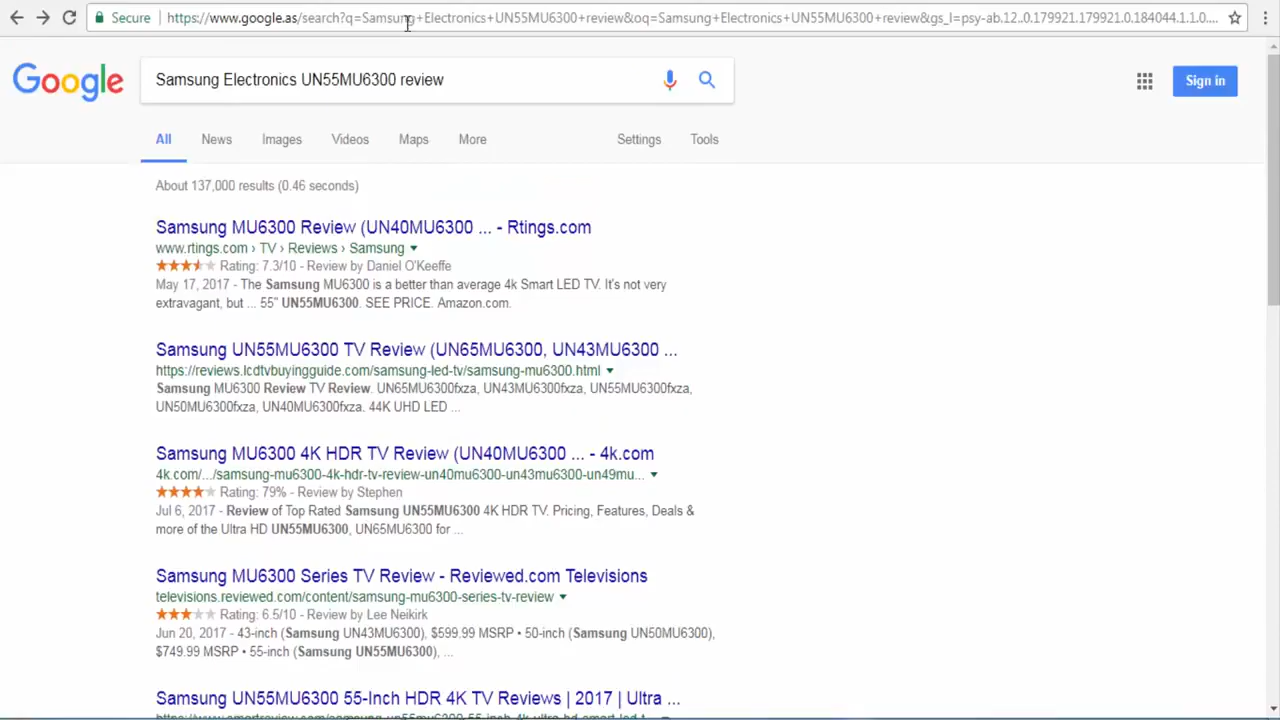 Secure https://www.google.as/search?q=Samsung+Electronics+UN55MU6300+review&oq=Samsung+Electronics+UN55MU6300+review&gs_l=psy-ab.12..0.179921.179921.0.184044.1.1.0....
Google Samsung Electronics UN55MU6300 review Sign in
All News Images Videos Maps More Settings Tools
About 137,000 results (0.46 seconds)
Samsung MU6300 Review (UN40MU6300 ... - Rtings.com
www.rtings.com › TV › Reviews › Samsung
Rating: 7.3/10 - Review by Daniel O'Keeffe
May 17, 2017 - The Samsung MU6300 is a better than average 4k Smart LED TV. It's not very
extravagant, but ... 55" UN55MU6300. SEE PRICE. Amazon.com.
Samsung UN55MU6300 TV Review (UN65MU6300, UN43MU6300 ...
https://reviews.lcdtvbuyingguide.com/samsung-led-tv/samsung-mu6300.html
Samsung MU6300 Review TV Review. UN65MU6300fxza, UN43MU6300fxza, UN55MU6300fxza,
UN50MU6300fxza, UN40MU6300fxza. 44K UHD LED ...
Samsung MU6300 4K HDR TV Review (UN40MU6300 ... - 4k.com
4k.com/.../samsung-mu6300-4k-hdr-tv-review-un40mu6300-un43mu6300-un49mu...
Rating: 79% - Review by Stephen
Jul 6, 2017 - Review of Top Rated Samsung UN55MU6300 4K HDR TV. Pricing, Features, Deals &
more of the Ultra HD UN55MU6300, UN65MU6300 for ...
Samsung MU6300 Series TV Review - Reviewed.com Televisions
televisions.reviewed.com/content/samsung-mu6300-series-tv-review
Rating: 6.5/10 - Review by Lee Neikirk
Jun 20, 2017 - 43-inch (Samsung UN43MU6300), $599.99 MSRP • 50-inch (Samsung UN50MU6300),
$749.99 MSRP • 55-inch (Samsung UN55MU6300), ...
Samsung UN55MU6300 55-Inch HDR 4K TV Reviews | 2017 | Ultra ...